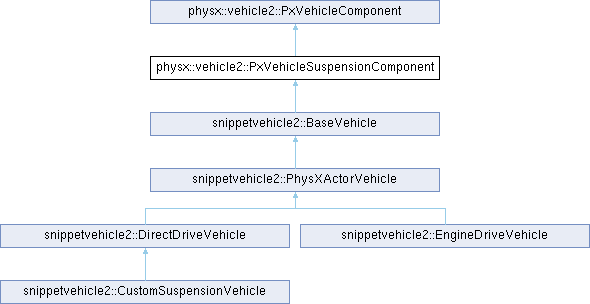 physx::vehicle2::PxVehicleComponent
physx::vehicle2::PxVehicleSuspensionComponent
snippetvehicle2::BaseVehicle
snippetvehicle2::PhysXActorVehicle
snippetvehicle2::DirectDriveVehicle
snippetvehicle2::EngineDriveVehicle
snippetvehicle2::CustomSuspensionVehicle